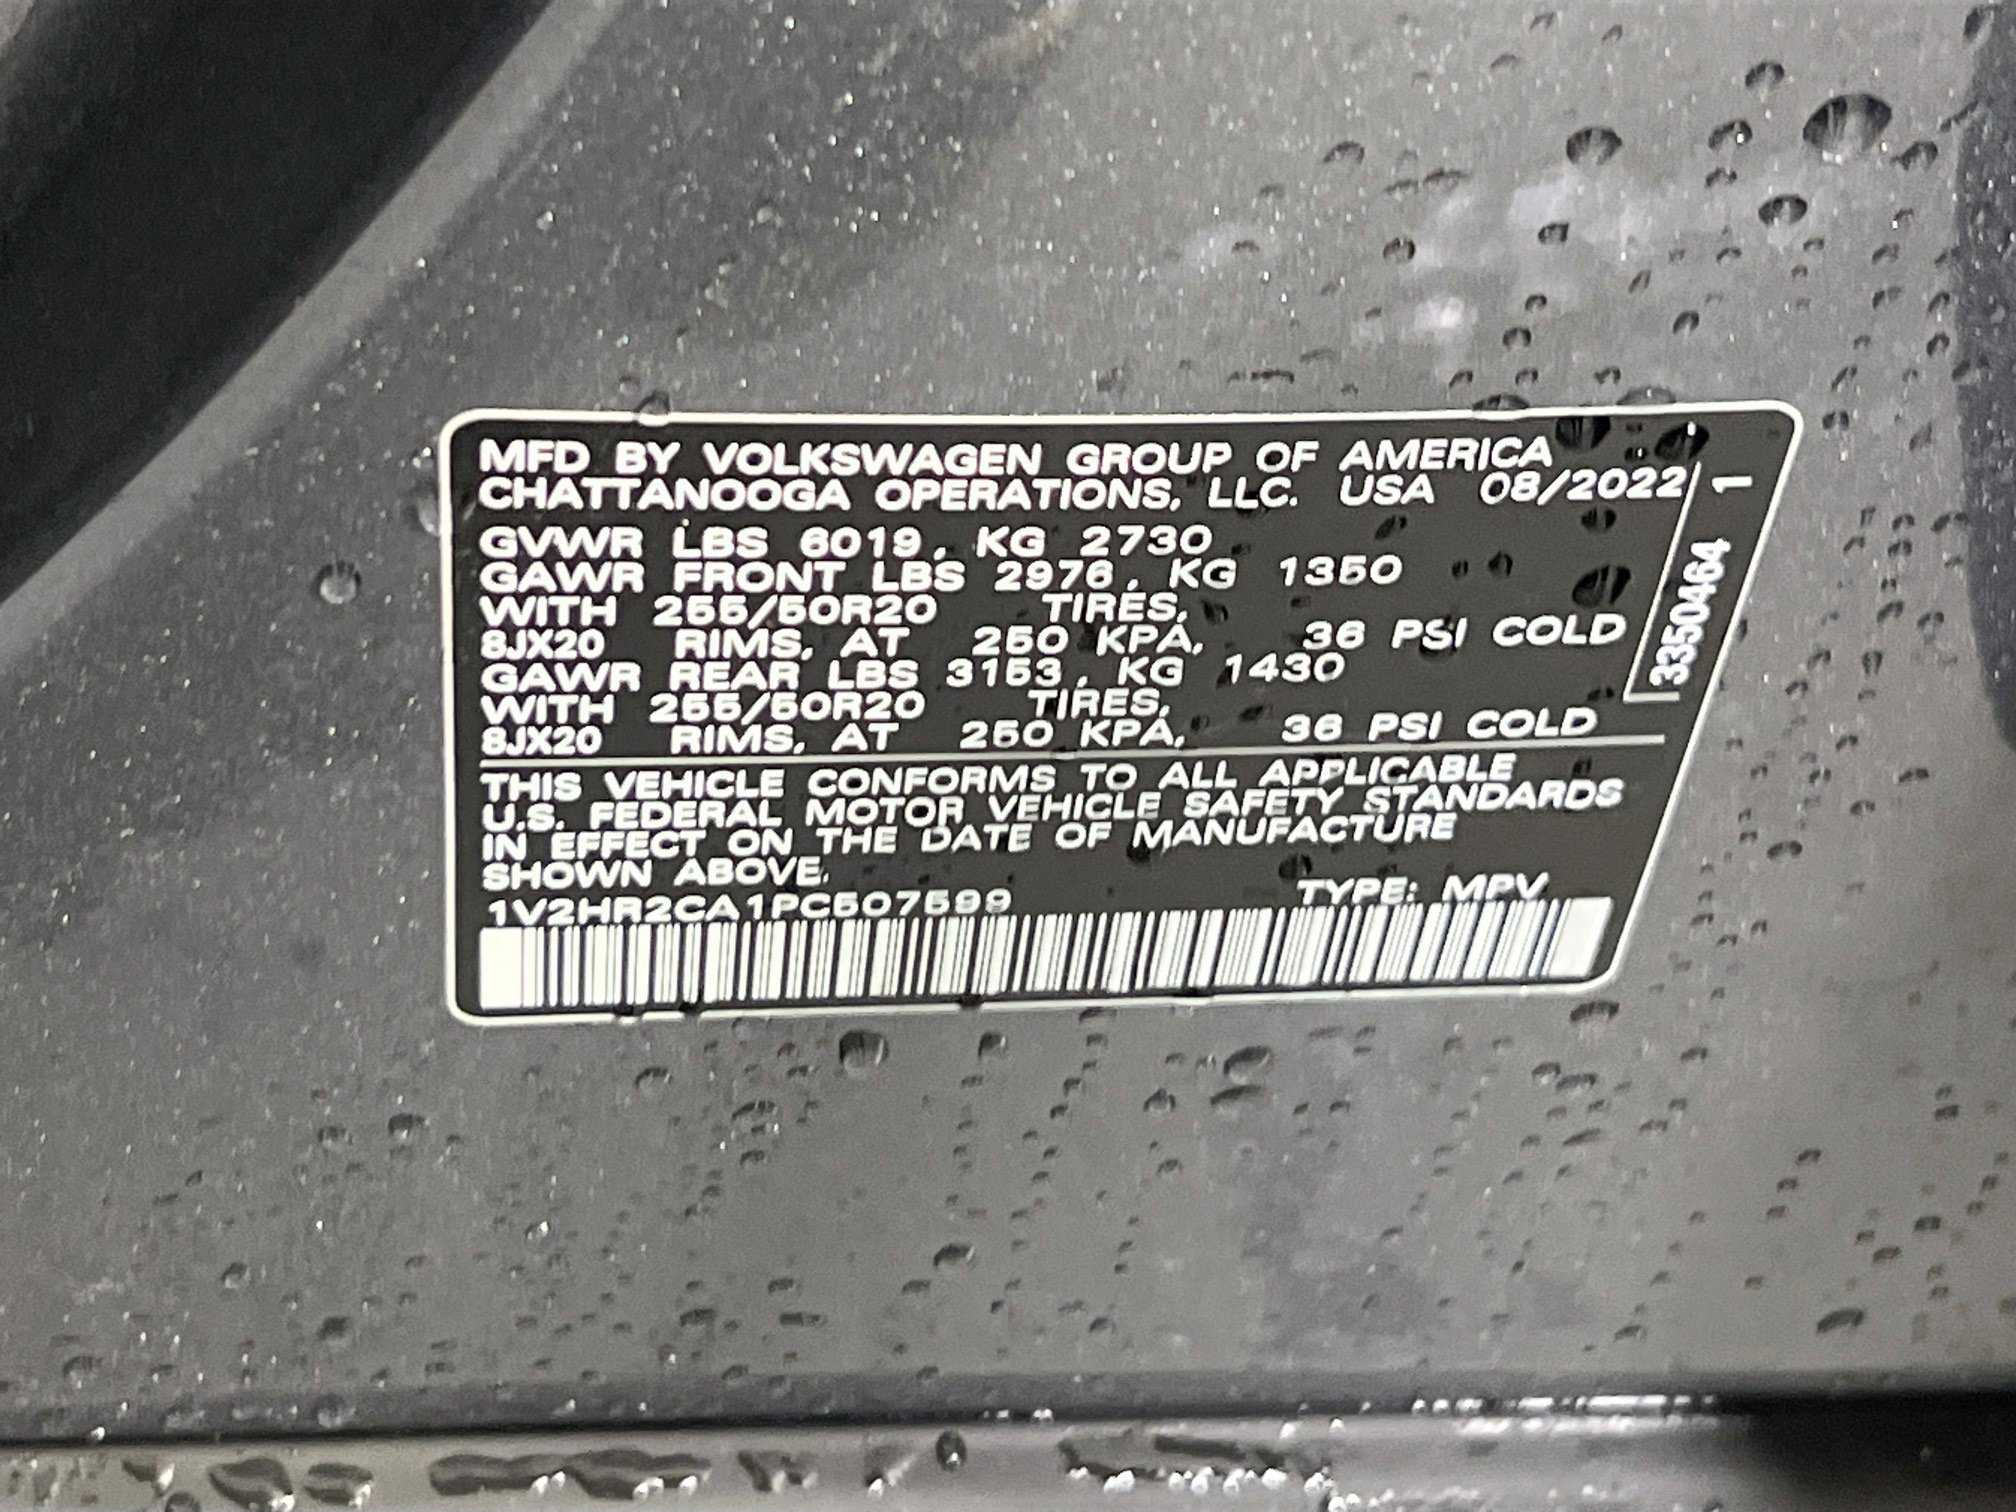 MFD BY VOLKSWAGEN GROUP OF AMERICA
CHATTANOOGA OPERATIONS, LLC. USA 08/2022
GVWR LBS 6019, KG 2730
GAWR FRONT LBS 2976, KG 1350
WITH 255/50R20 TIRES,
8JX20 RIMS, AT 250 KPA, 36 PSI COLD
GAWR REAR LBS 3153, KG 1430
WITH 255/50R20 TIRES,
8JX20 RIMS, AT 250 KPA, 36 PSI COLD
THIS VEHICLE CONFORMS TO ALL APPLICABLE
U.S. FEDERAL MOTOR VEHICLE SAFETY STANDARDS
IN EFFECT ON THE DATE OF MANUFACTURE
SHOWN ABOVE.
1V2HR2CA1PC507599 TYPE: MPV
3350464 1